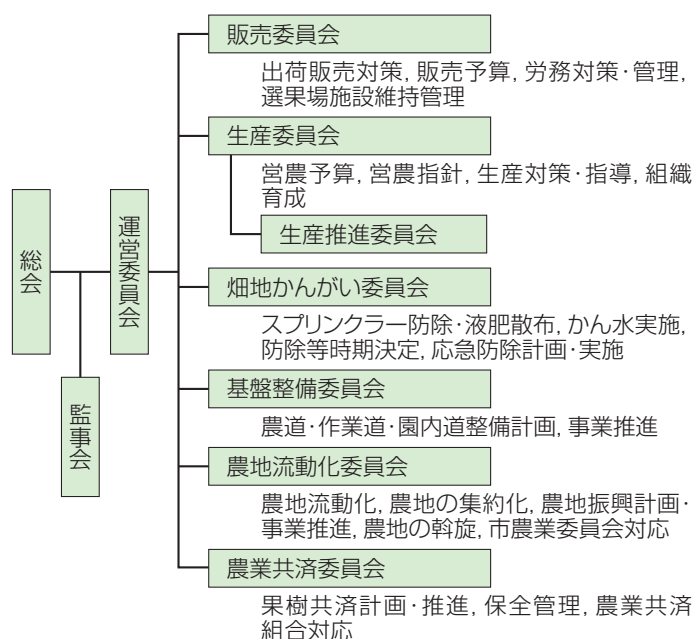 総会
監事会
運営委員会
販売委員会
出荷販売対策, 販売予算, 労務対策・管理,
選果場施設維持管理
生産委員会
営農予算, 営農指針, 生産対策・指導, 組織
育成
生産推進委員会
畑地かんがい委員会
スプリンクラー防除・液肥散布, かん水実施,
防除等時期決定, 応急防除計画・実施
基盤整備委員会
農道・作業道・園内道整備計画, 事業推進
農地流動化委員会
農地流動化, 農地の集約化, 農地振興計画・
事業推進, 農地の斡旋, 市農業委員会対応
農業共済委員会
果樹共済計画・推進, 保全管理, 農業共済
組合対応